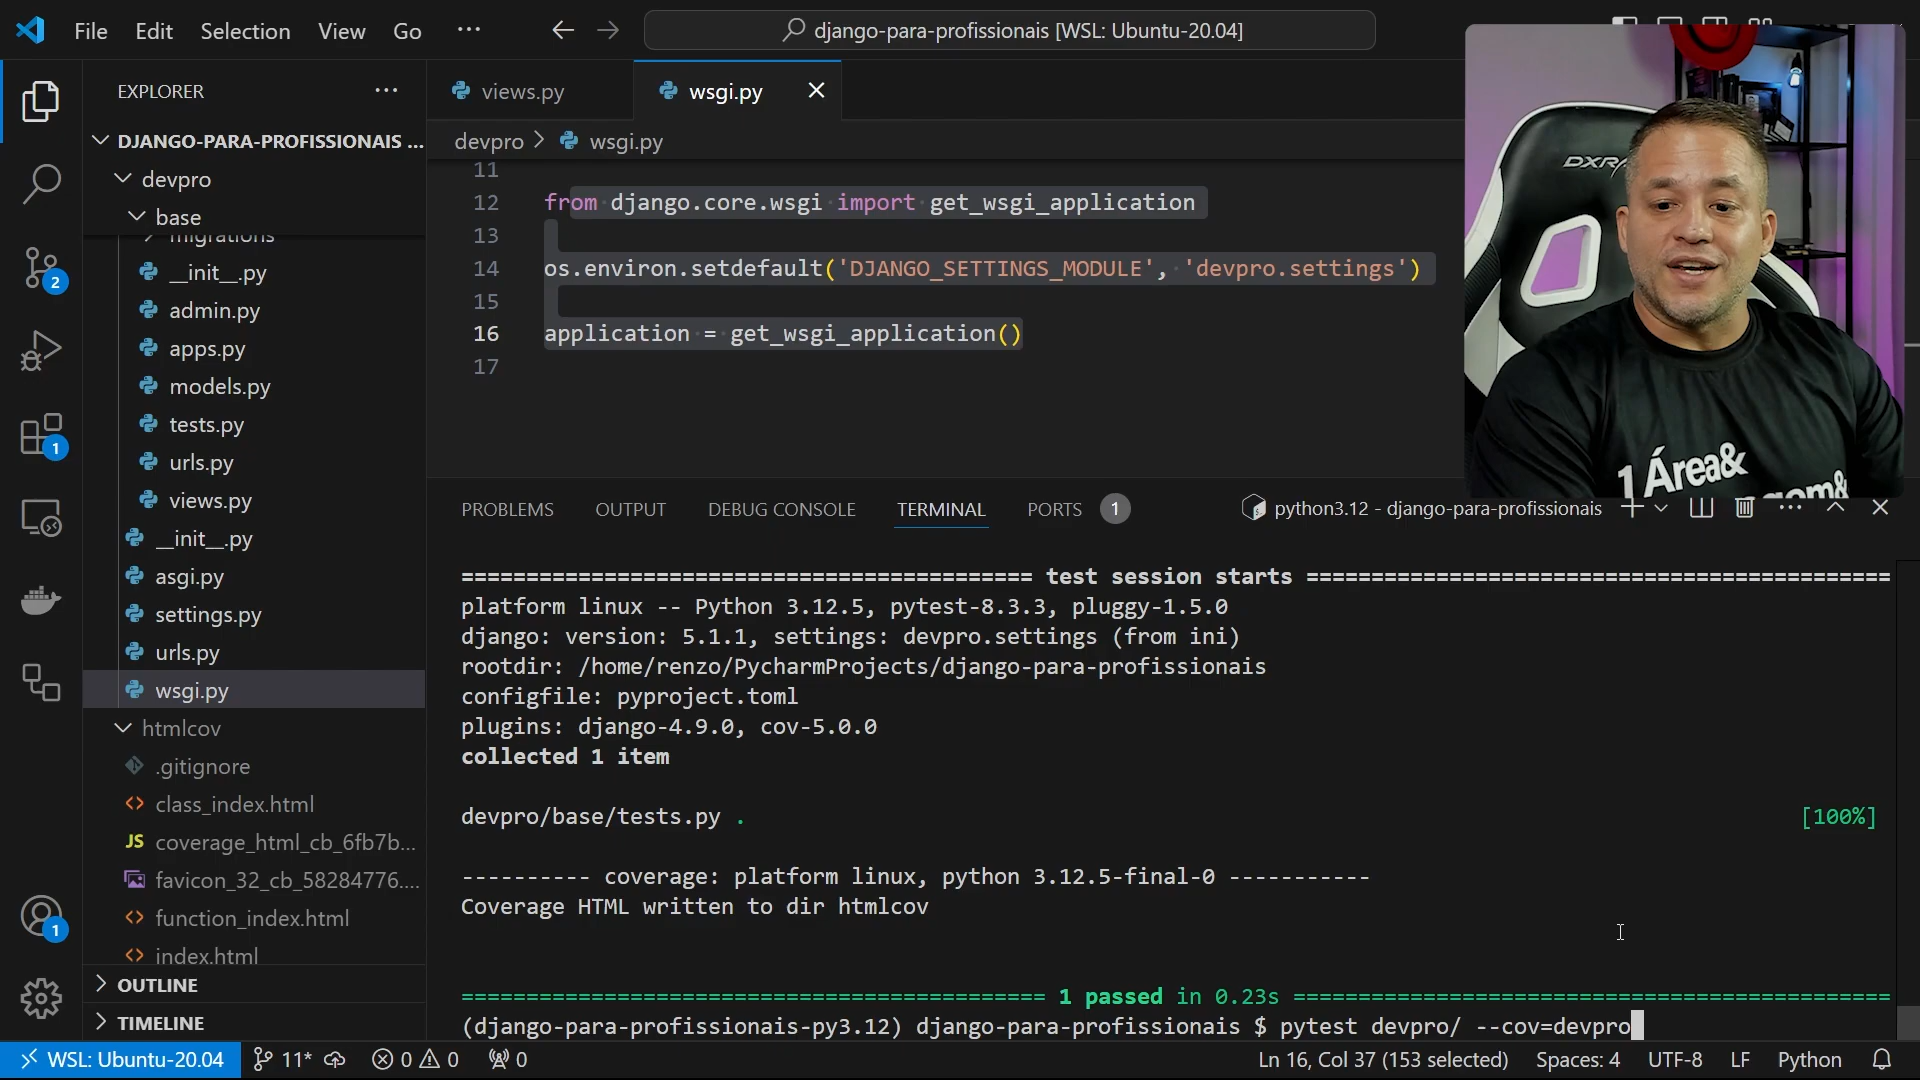 File Edit Selection View Go ···
django-para-profissionais [WSL: Ubuntu-20.04]
EXPLORER
DJANGO-PARA-PROFISSIONAIS ...
devpro
base
migrations
__init__.py
admin.py
apps.py
models.py
tests.py
urls.py
views.py
__init__.py
asgi.py
settings.py
urls.py
wsgi.py
htmlcov
.gitignore
class_index.html
JS coverage_html_cb_6fb7b...
favicon_32_cb_58284776....
function_index.html
index.html
OUTLINE
TIMELINE
2
1
1
views.py
wsgi.py
devpro > wsgi.py
11
12 from django.core.wsgi import get_wsgi_application
13
14 os.environ.setdefault('DJANGO_SETTINGS_MODULE', 'devpro.settings')
15
16 application = get_wsgi_application()
17
1 Área&
PROBLEMS OUTPUT DEBUG CONSOLE TERMINAL PORTS 1
python3.12 - django-para-profissionais
============================================ test session starts =============================================
platform linux -- Python 3.12.5, pytest-8.3.3, pluggy-1.5.0
django: version: 5.1.1, settings: devpro.settings (from ini)
rootdir: /home/renzo/PycharmProjects/django-para-profissionais
configfile: pyproject.toml
plugins: django-4.9.0, cov-5.0.0
collected 1 item
devpro/base/tests.py . [100%]
---------- coverage: platform linux, python 3.12.5-final-0 -----------
Coverage HTML written to dir htmlcov
============================================= 1 passed in 0.23s ==============================================
(django-para-profissionais-py3.12) django-para-profissionais $ pytest devpro/ --cov=devpro
WSL: Ubuntu-20.04 11* 0 0 0
Ln 16, Col 37 (153 selected) Spaces: 4 UTF-8 LF Python